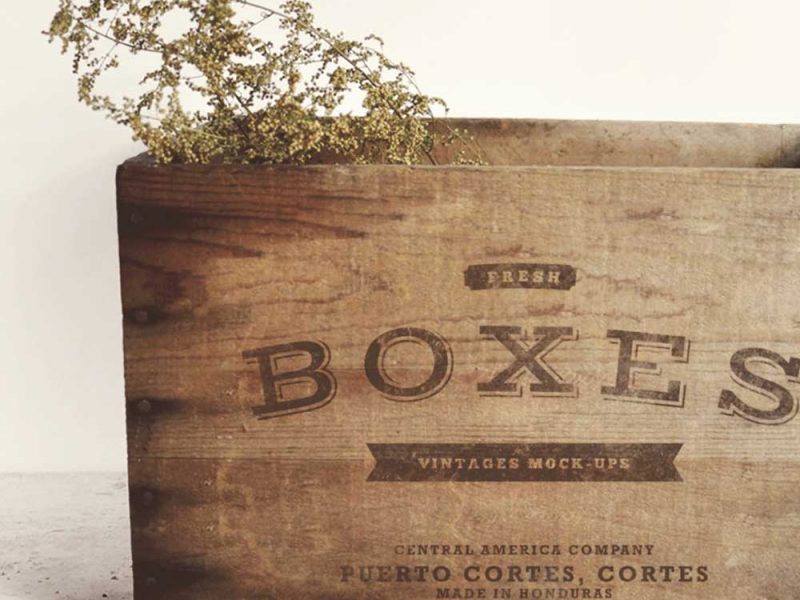 FRESH
BOXES
VINTAGES MOCK-UPS
CENTRAL AMERICA COMPANY
PUERTO CORTES, CORTES
MADE IN HONDURAS